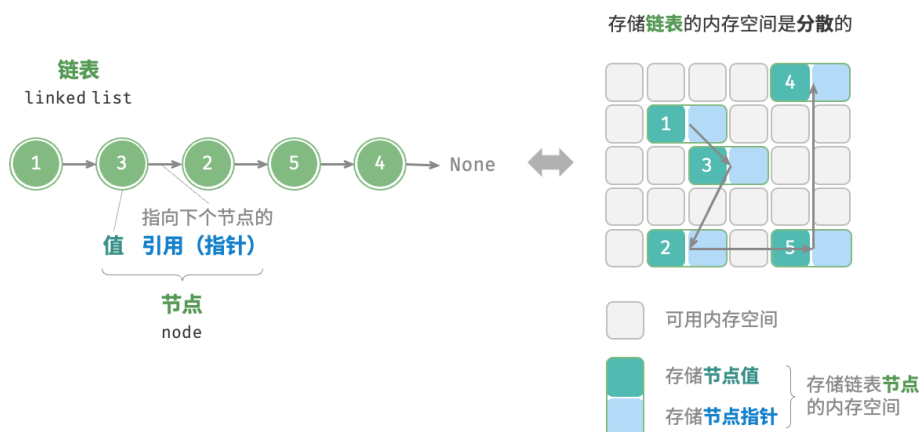 存储链表的内存空间是分散的
链表
linked list
1 3 2 5 4 None
指向下个节点的
值 引用（指针）
节点
node
4
1
3
2 5
可用内存空间
存储节点值
存储节点指针
存储链表节点
的内存空间